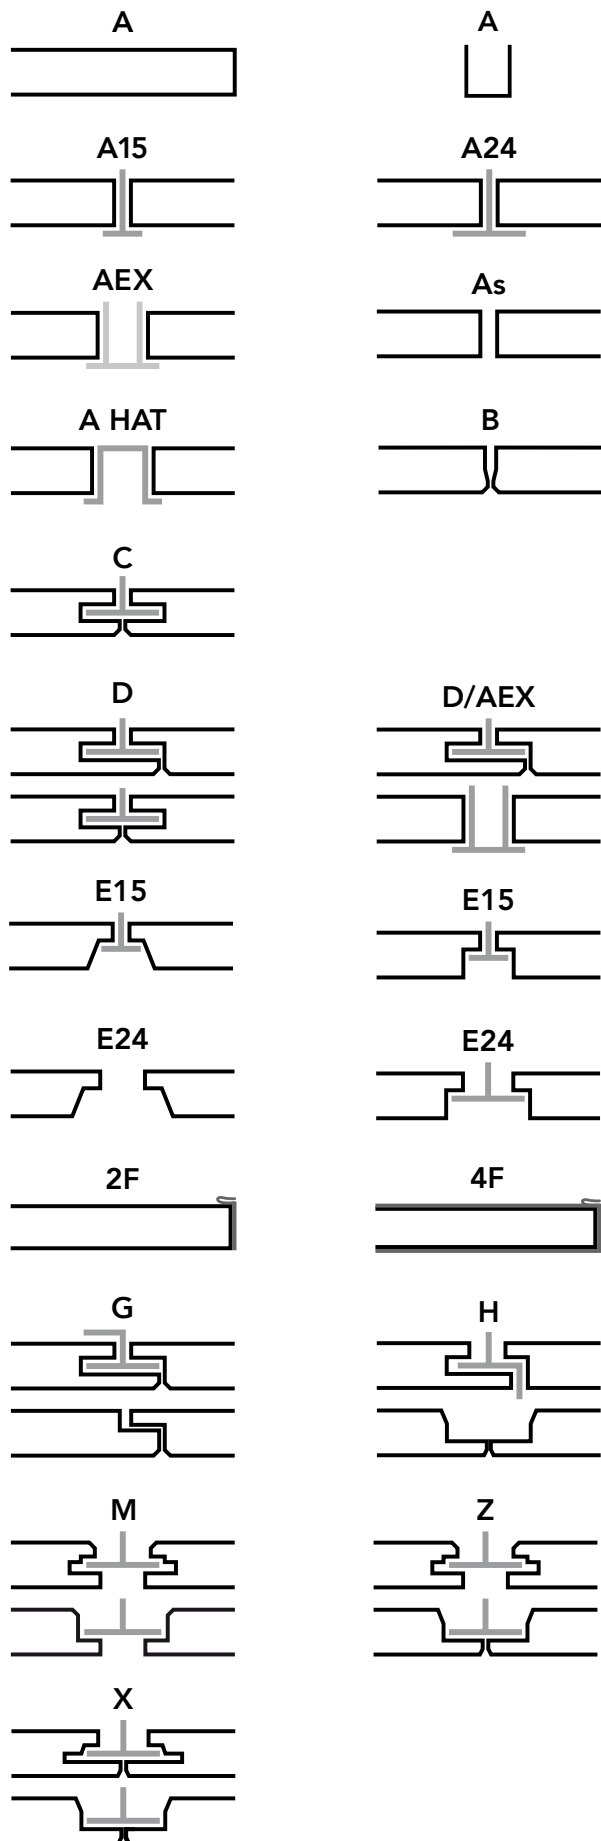 A A
A15 A24
AEX As
A HAT B
C
D D/AEX
E15 E15
E24 E24
2F 4F
G H
M Z
X